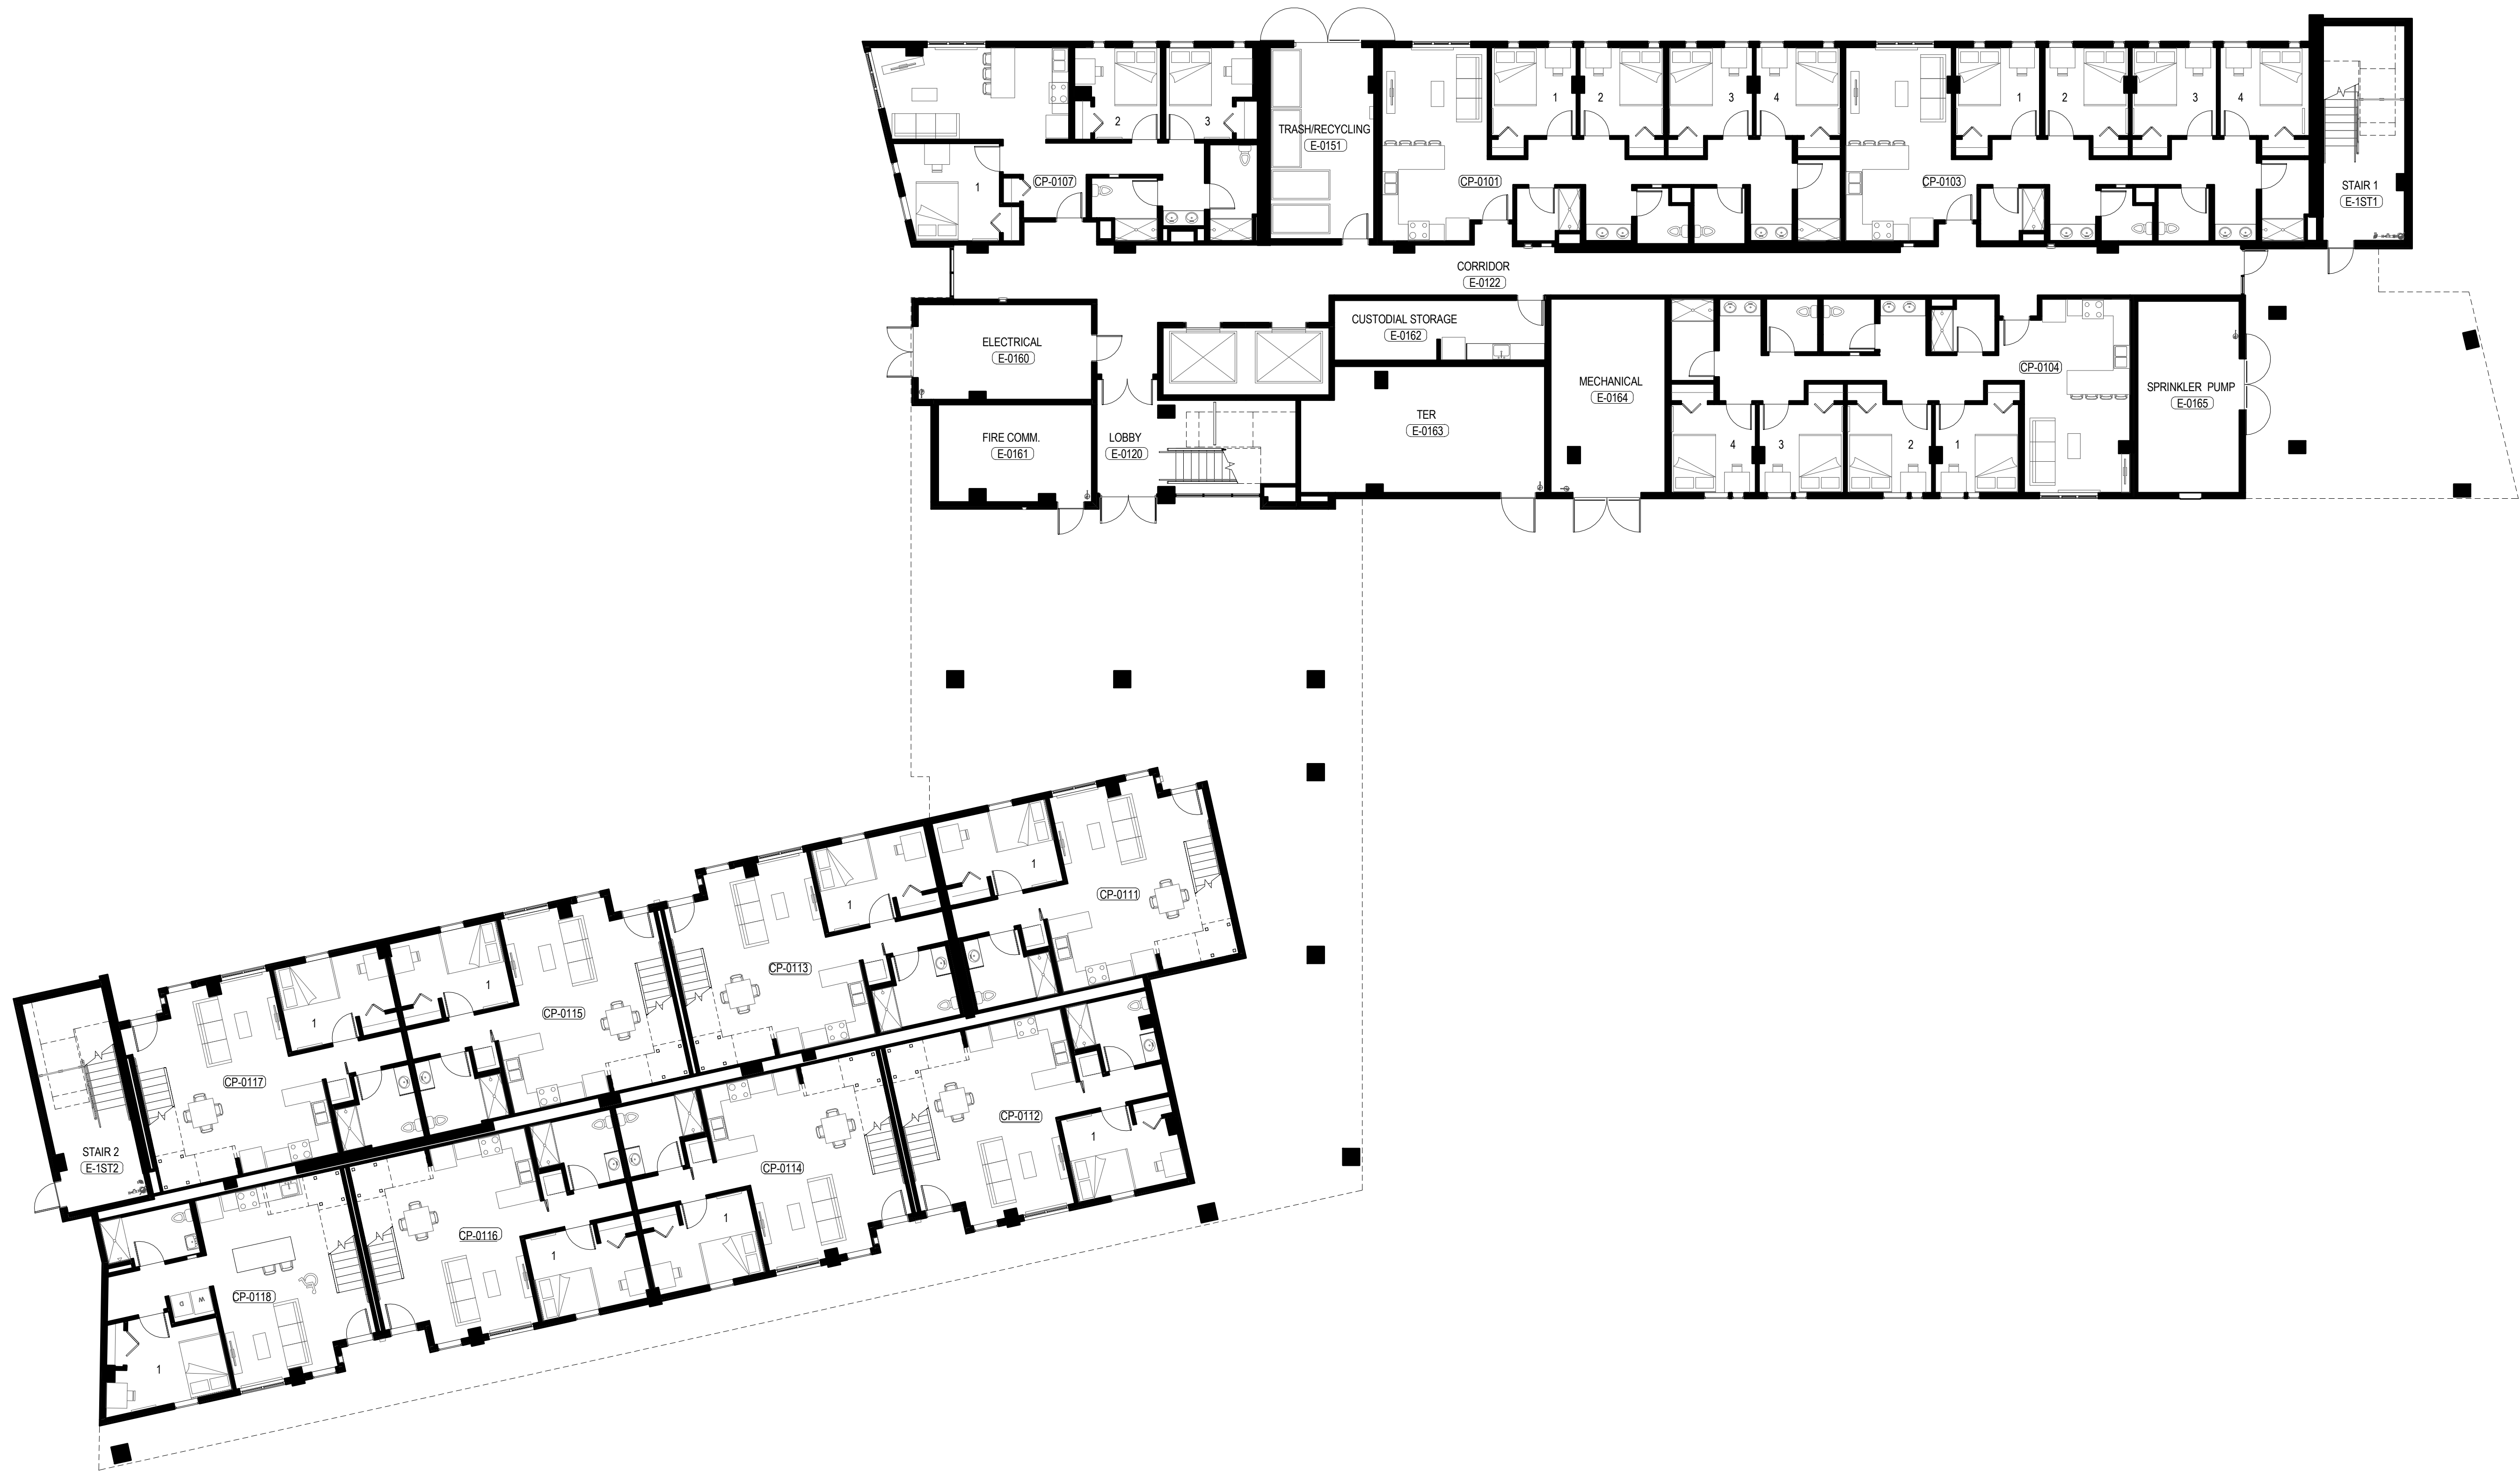 1
2
3
4
1
2
3
4
2
3
TRASH/RECYCLING
E-0151
CP-0107
CP-0101
CP-0103
1
STAIR 1
E-1ST1
CORRIDOR
E-0122
CUSTODIAL STORAGE
E-0162
ELECTRICAL
E-0160
CP-0104
MECHANICAL
E-0164
SPRINKLER PUMP
E-0165
TER
E-0163
FIRE COMM.
E-0161
LOBBY
E-0120
4
3
2
1
1
CP-0111
1
CP-0113
1
CP-0115
1
CP-0117
CP-0112
1
STAIR 2
E-1ST2
CP-0114
1
CP-0116
1
CP-0118
D
W
1